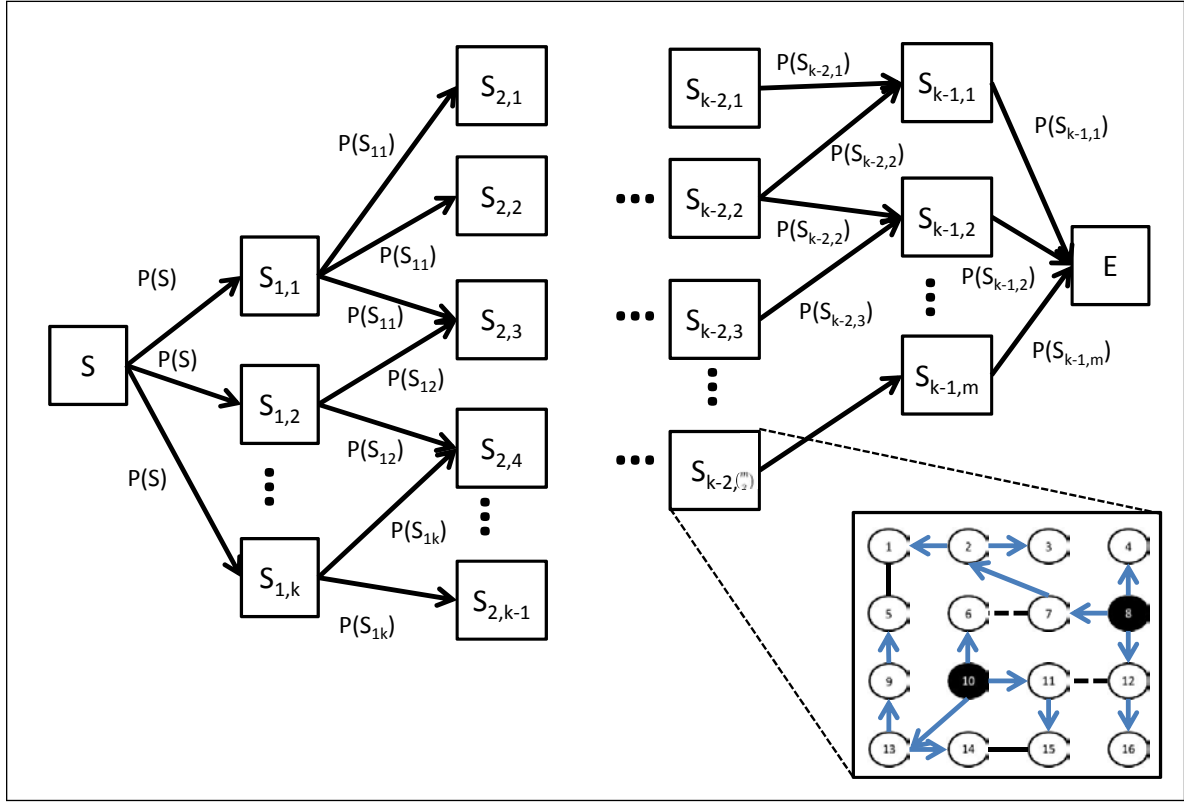 S
P(S)
P(S)
P(S)
S1,1
S1,2
S1,k
P(S11)
P(S11)
P(S11)
P(S12)
P(S12)
P(S1k)
P(S1k)
S2,1
S2,2
S2,3
S2,4
S2,k-1
Sk-2,1
Sk-2,2
Sk-2,3
Sk-2,(m 2)
P(Sk-2,1)
P(Sk-2,2)
P(Sk-2,2)
P(Sk-2,3)
Sk-1,1
Sk-1,2
Sk-1,m
P(Sk-1,1)
P(Sk-1,2)
P(Sk-1,m)
E
1 2 3 4
5 6 7 8
9 10 11 12
13 14 15 16